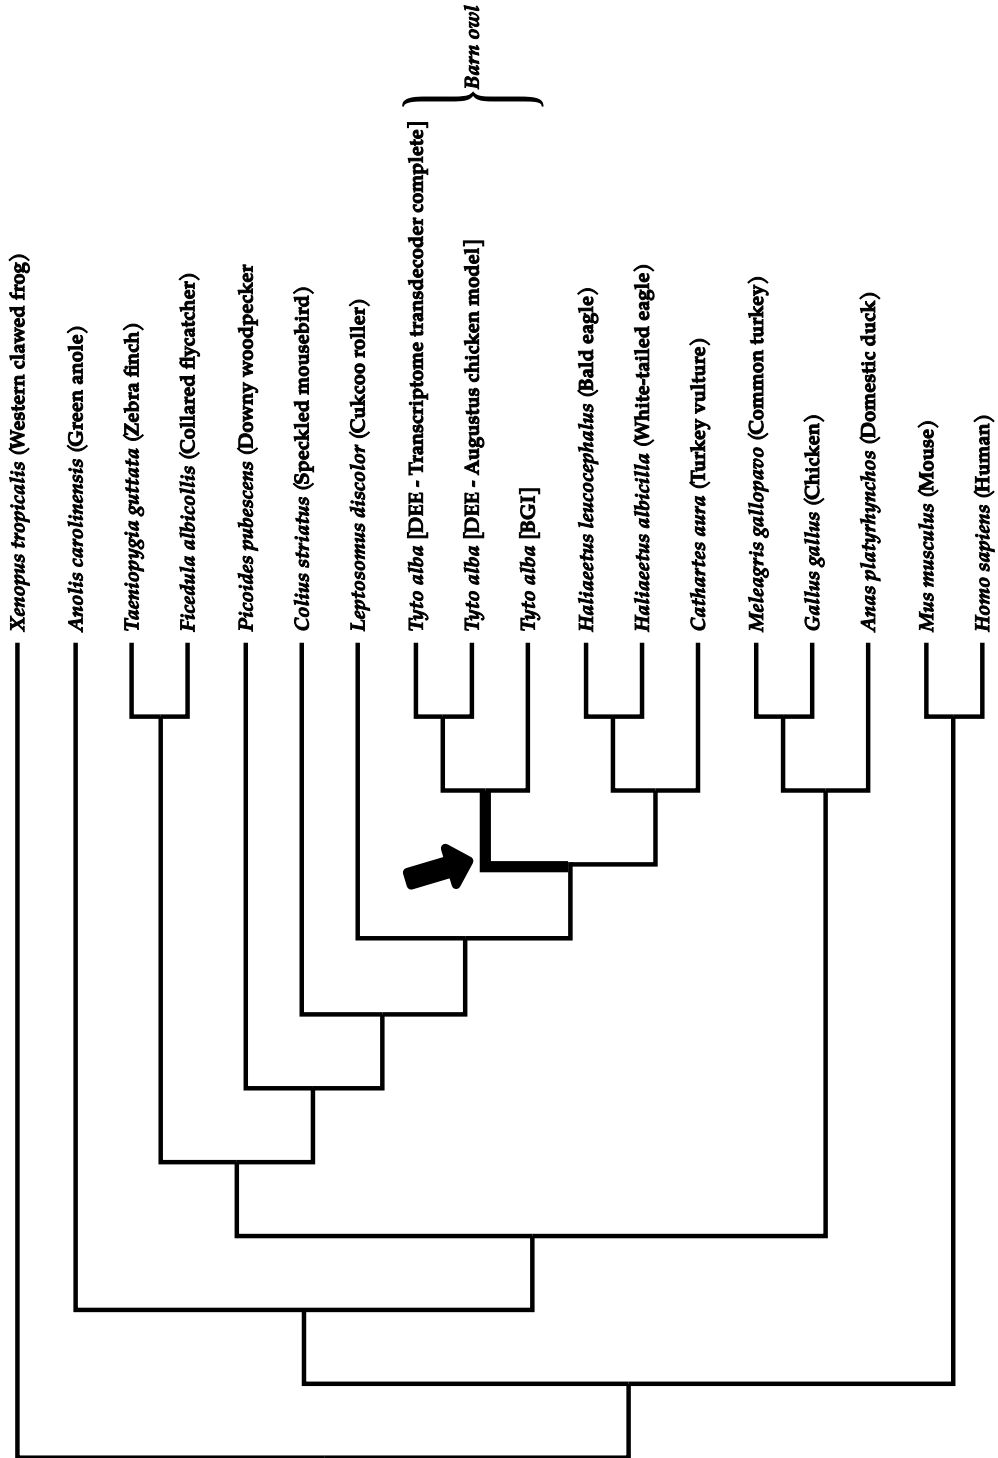 Xenopus tropicalis (Western clawed frog)
Anolis carolinensis (Green anole)
Taeniopygia guttata (Zebra finch)
Ficedula albicollis (Collared flycatcher)
Picoides pubescens (Downy woodpecker
Colius striatus (Speckled mousebird)
Leptosomus discolor (Cukcoo roller)
Tyto alba [DEE - Transcriptome transdecoder complete]
Tyto alba [DEE - Augustus chicken model]
Tyto alba [BGI]
Barn owl
Haliaeetus leucocephalus (Bald eagle)
Haliaeetus albicilla (White-tailed eagle)
Cathartes aura (Turkey vulture)
Meleagris gallopavo (Common turkey)
Gallus gallus (Chicken)
Anas platyrhynchos (Domestic duck)
Mus musculus (Mouse)
Homo sapiens (Human)